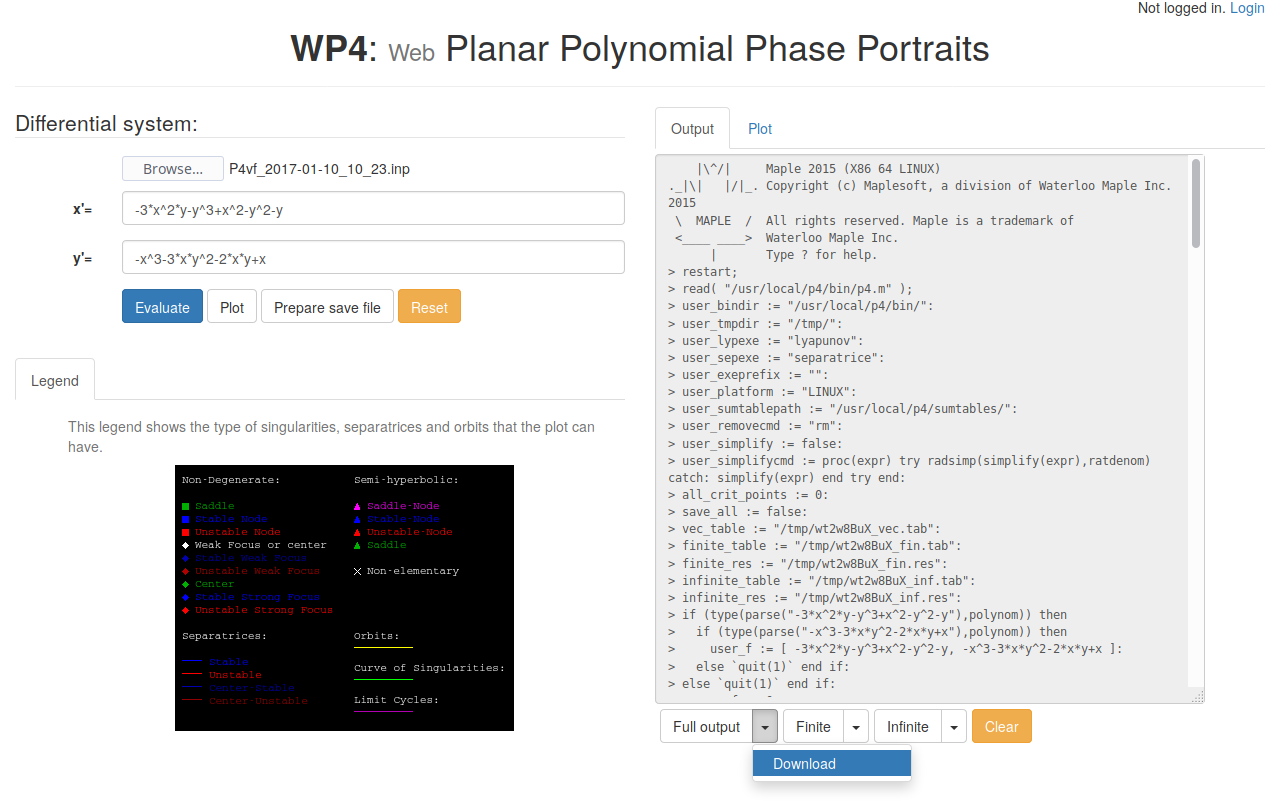 Not logged in. Login
WP4: Web Planar Polynomial Phase Portraits
Differential system:
Browse... P4vf_2017-01-10_10_23.inp
x'= -3*x^2*y-y^3+x^2-y^2-y
y'= -x^3-3*x*y^2-2*x*y+x
Evaluate Plot Prepare save file Reset
Legend
This legend shows the type of singularities, separatrices and orbits that the plot can
have.
Non-Degenerate: Semi-hyperbolic:
Saddle Saddle-Node
Stable Node Stable-Node
Unstable Node Unstable-Node
Weak Focus or center Saddle
Stable Weak Focus
Unstable Weak Focus Non-elementary
Center
Stable Strong Focus
Unstable Strong Focus
Separatrices: Orbits:
Stable
Unstable Curve of Singularities:
Center-Stable
Center-Unstable Limit Cycles:
Output Plot
    |\^/|     Maple 2015 (X86 64 LINUX)
._|\|   |/|_. Copyright (c) Maplesoft, a division of Waterloo Maple Inc.
2015
 \  MAPLE  /  All rights reserved. Maple is a trademark of
 <____ ____>  Waterloo Maple Inc.
      |       Type ? for help.
> restart;
> read( "/usr/local/p4/bin/p4.m" );
> user_bindir := "/usr/local/p4/bin/":
> user_tmpdir := "/tmp/":
> user_lypexe := "lyapunov":
> user_sepexe := "separatrice":
> user_exeprefix := "":
> user_platform := "LINUX":
> user_sumtablepath := "/usr/local/p4/sumtables/":
> user_removecmd := "rm":
> user_simplify := false:
> user_simplifycmd := proc(expr) try radsimp(simplify(expr),ratdenom)
catch: simplify(expr) end try end:
> all_crit_points := 0:
> save_all := false:
> vec_table := "/tmp/wt2w8BuX_vec.tab":
> finite_table := "/tmp/wt2w8BuX_fin.tab":
> finite_res := "/tmp/wt2w8BuX_fin.res":
> infinite_table := "/tmp/wt2w8BuX_inf.tab":
> infinite_res := "/tmp/wt2w8BuX_inf.res":
> if (type(parse("-3*x^2*y-y^3+x^2-y^2-y"),polynom)) then
>   if (type(parse("-x^3-3*x*y^2-2*x*y+x"),polynom)) then
>     user_f := [ -3*x^2*y-y^3+x^2-y^2-y, -x^3-3*x*y^2-2*x*y+x ]:
>   else `quit(1)` end if:
> else `quit(1)` end if:
Full output Finite Infinite Clear
Download